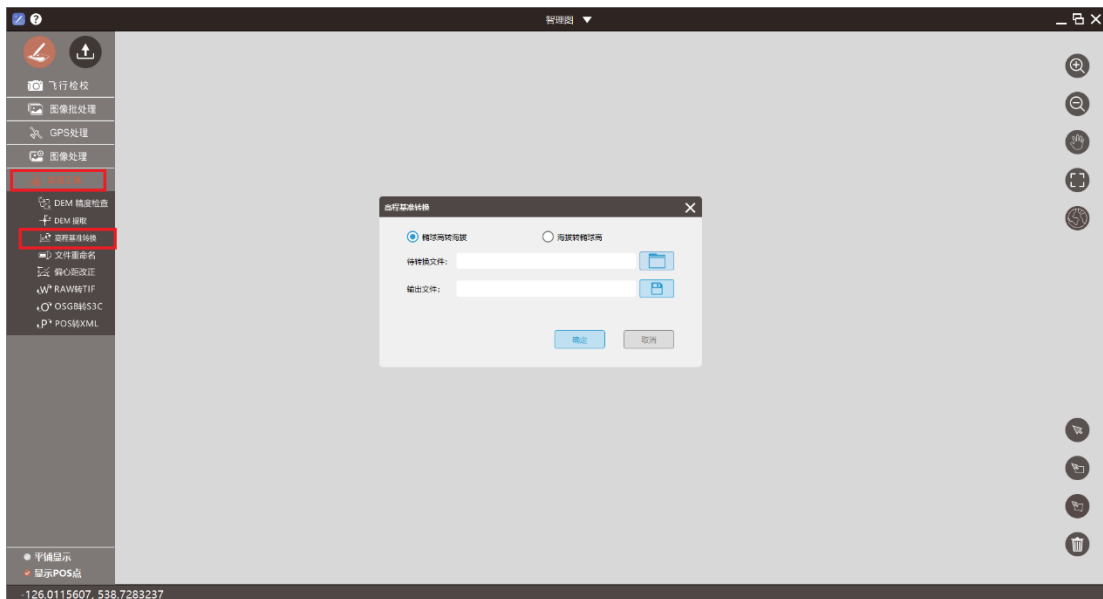 智理图
飞行检校
图像批处理
GPS处理
图像处理
DEM 精度检查
DEM 提取
高程基准转换
文件重命名
偏心距改正
RAW转TIF
OSGB转S3C
POS转XML
高程基准转换
椭球高转海拔
海拔转椭球高
待转换文件:
输出文件:
确定
取消
平铺显示
显示POS点
-126.0115607, 538.7283237